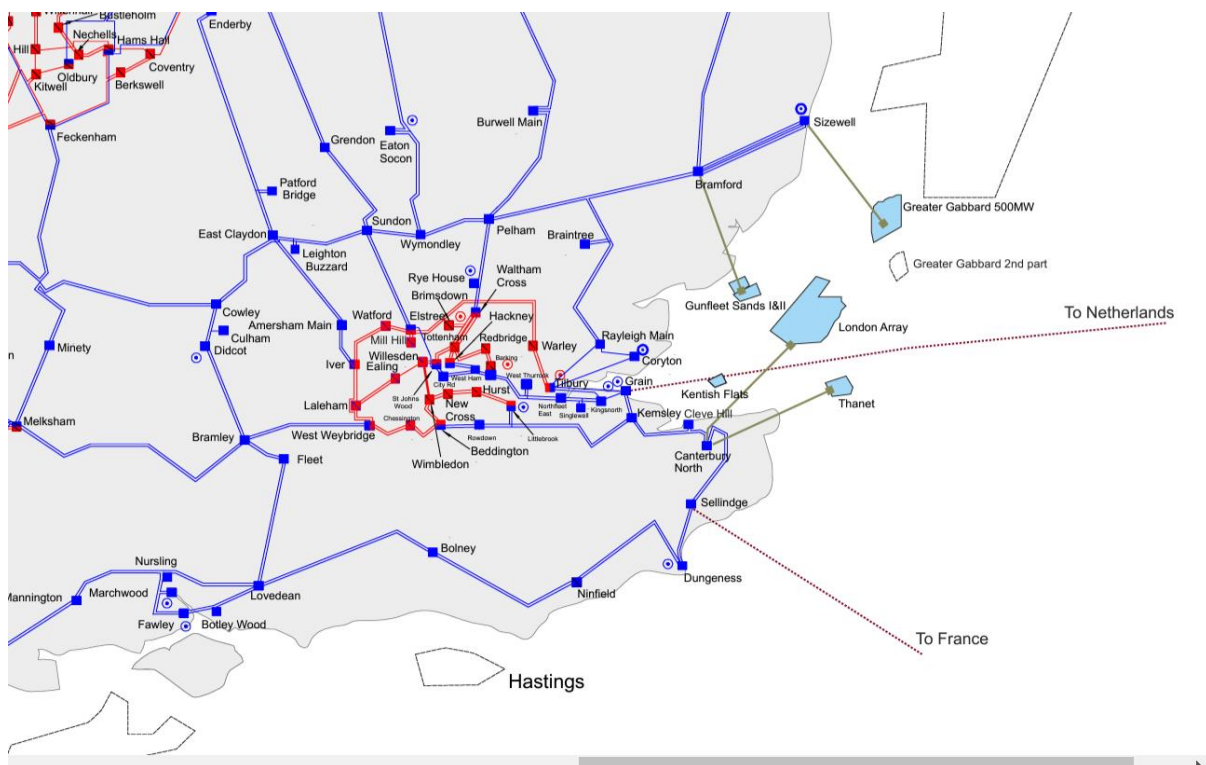 Bustleholm
Enderby
Nechells
Hams Hall
Hill
Oldbury
Coventry
Kitwell
Berkswell
Feckenham
Grendon
Eaton
Socon
Burwell Main
Sizewell
Patford
Bridge
Bramford
Greater Gabbard 500MW
East Claydon
Sundon
Wymondley
Pelham
Braintree
Leighton
Buzzard
Greater Gabbard 2nd part
Rye House
Waltham
Cross
Brimsdown
Gunfleet Sands I&II
To Netherlands
Cowley
Amersham Main
Watford
Elstree
Hackney
London Array
Culham
Mill Hill
Tottenham
Redbridge
Warley
Rayleigh Main
Minety
Didcot
Willesden
Ealing
Barking
Coryton
Iver
City Rd
West Ham
West Thurrock
Tilbury
Grain
Kentish Flats
Laleham
St Johns
Wood
New
Cross
Hurst
Northfleet
East
Singlewell
Kingsnorth
Thanet
Melksham
Chessington
Kemsley
Cleve Hill
Bramley
West Weybridge
Rowdown
Littlebrook
Fleet
Wimbledon
Beddington
Canterbury
North
Sellindge
Nursling
Bolney
Dungeness
Mannington
Marchwood
Lovedean
Ninfield
Fawley
Botley Wood
To France
Hastings